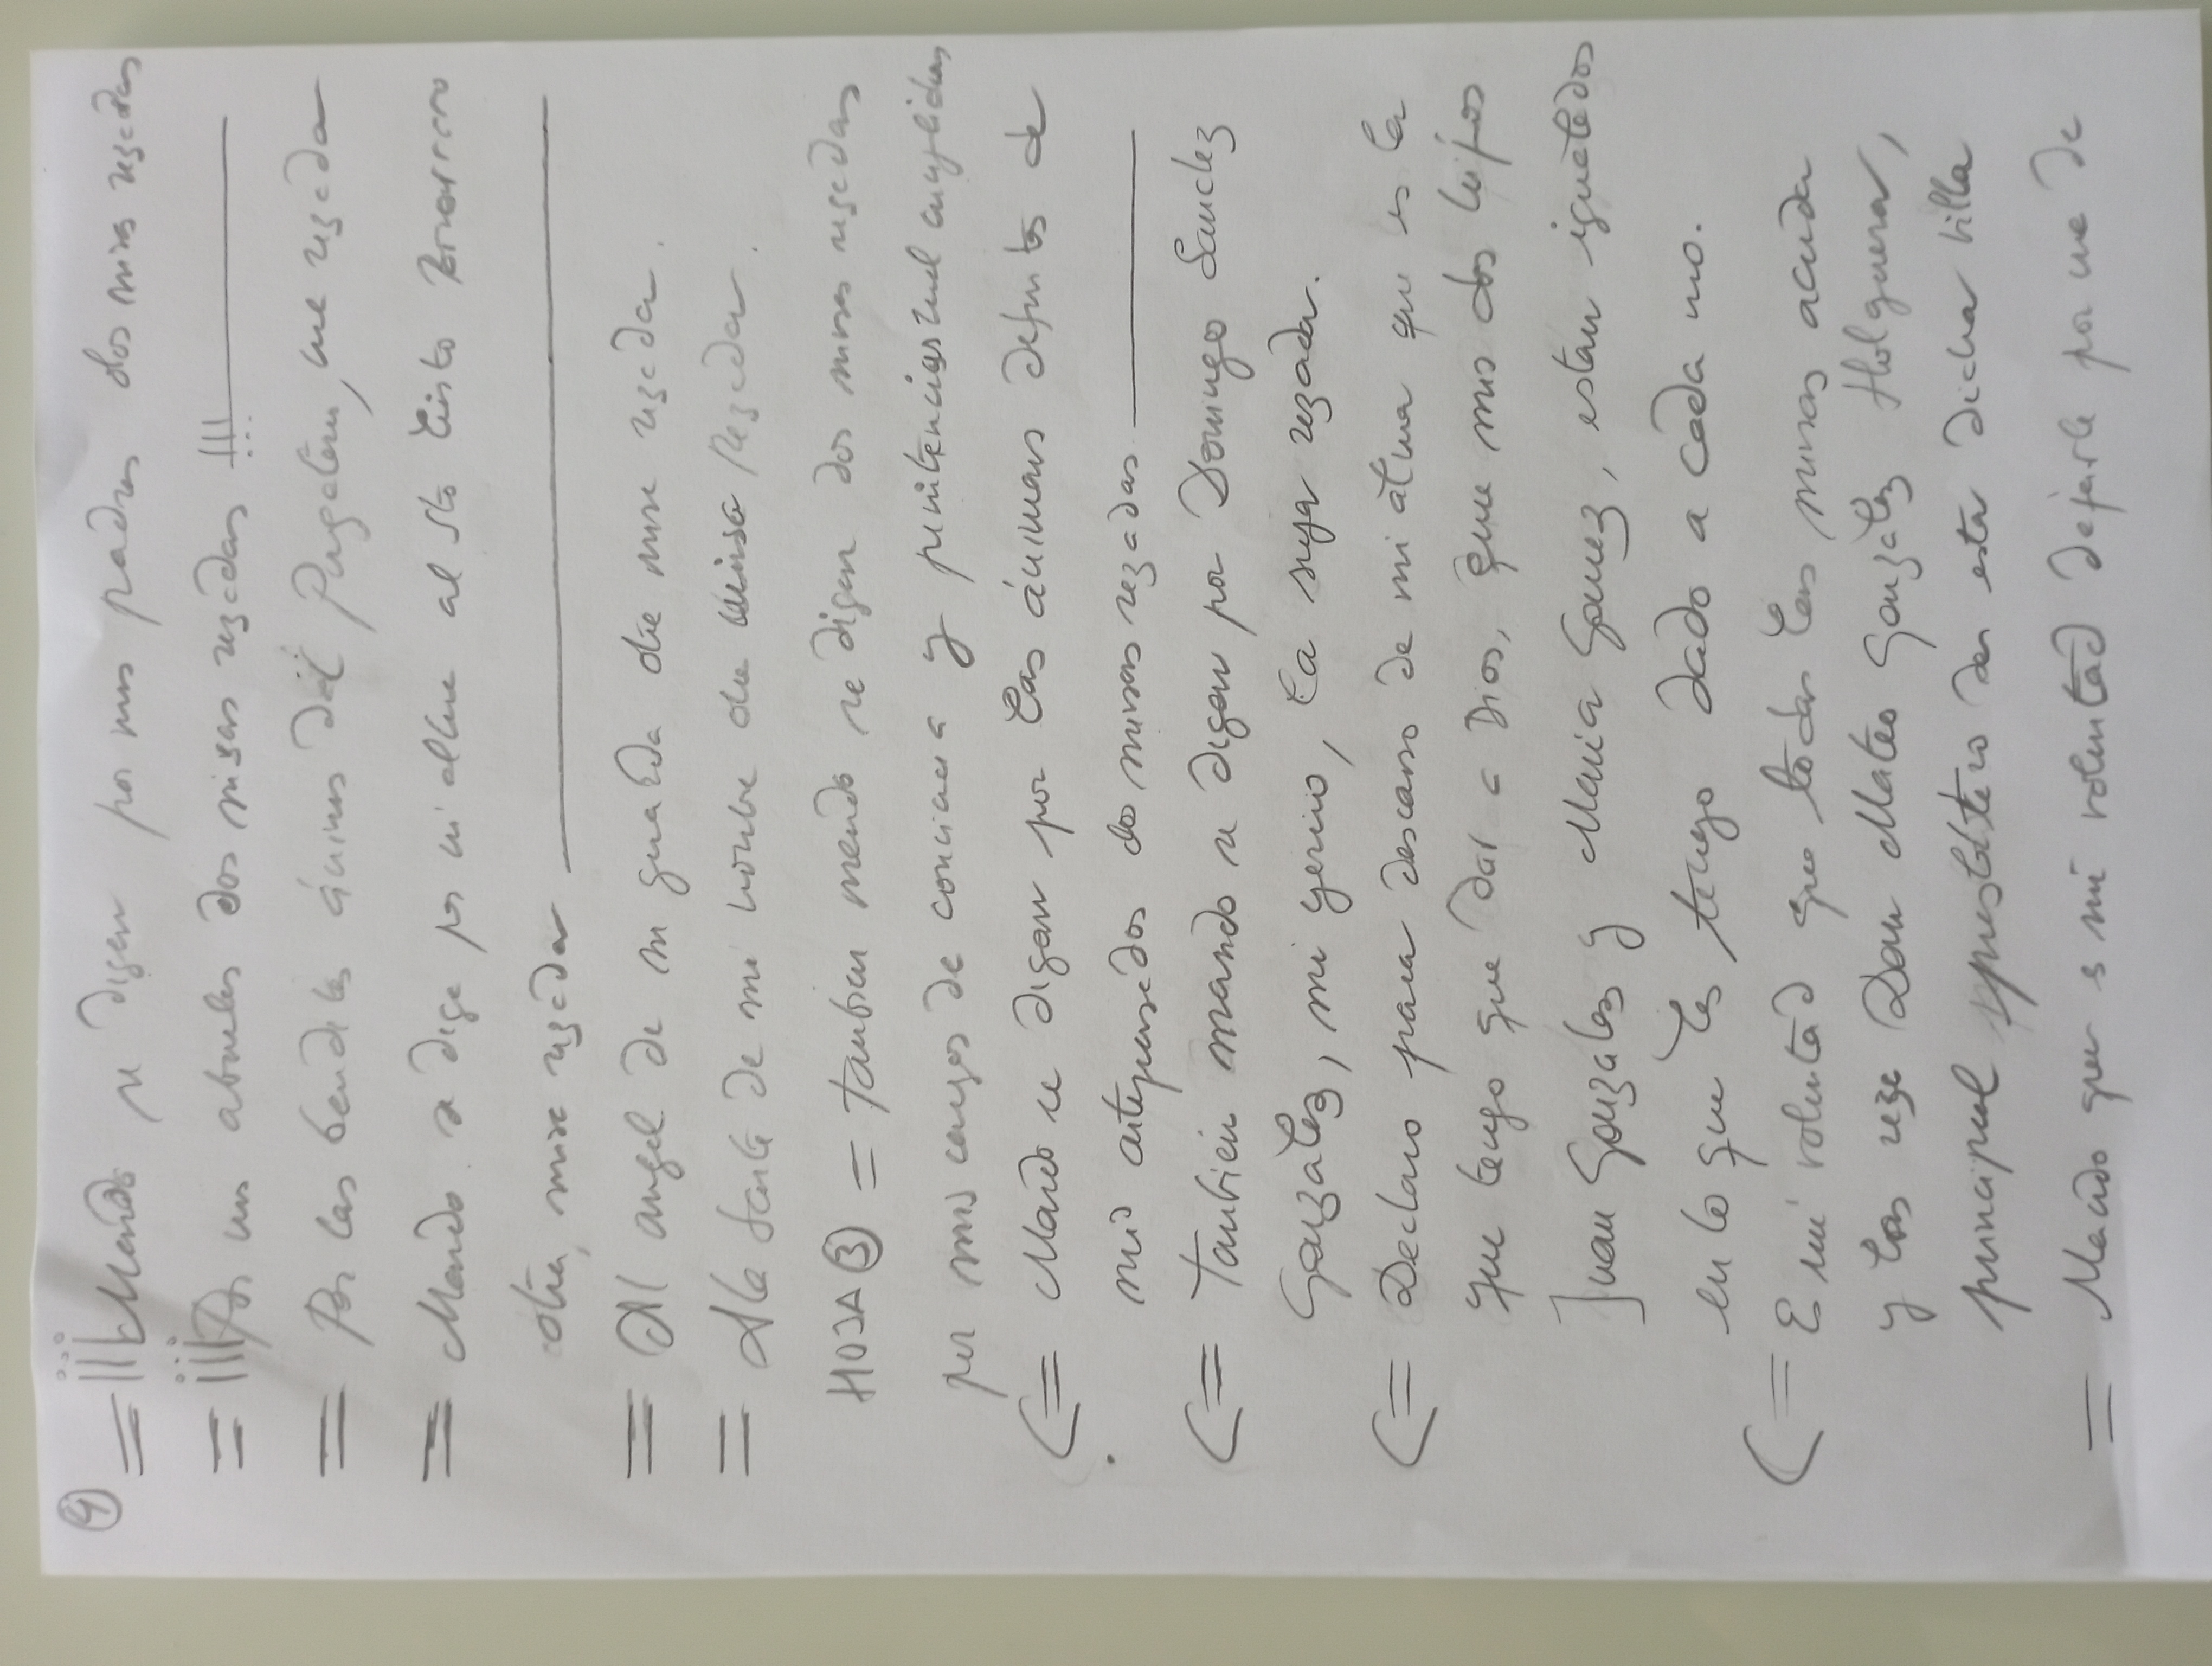 ④ = ¡¡¡Mando se digan por mis padres dos misas rezadas
= ¡¡¡Por mis abuelos dos misas rezadas !!!
= Por las benditas ánimas del Purgatorio, una rezada
= Mando se diga por mi alma al Sto Cristo
otra misa rezada
= Al angel de mi guarda otra misa rezada.
= A la Santa de mi nombre otra misa Rezada.
HOJA ③ = tambien mando se digan dos misas rezadas
por mis cargos de conciencia y penitencias mal cumplidas
(= Mando se digan por las ánimas difuntas de
mis antepasados dos misas rezadas
(= También mando se digan por Domingo Sanchez
Gonzalez, mi yerno, la suya rezada.
(= Declaro para descanso de mi alma que es la
que tengo que dar a Dios, que mis dos hijos
Juan Gonzalez y Maria Gomez, estan igualados
en lo que les tengo dado a cada uno.
(= Es mi voluntad que todas las misas acuda
y las reze Don Mateo Gonzalez Holguera,
principal presbítero de esta dicha villa
= Mando que es mi voluntad dejarle por una de